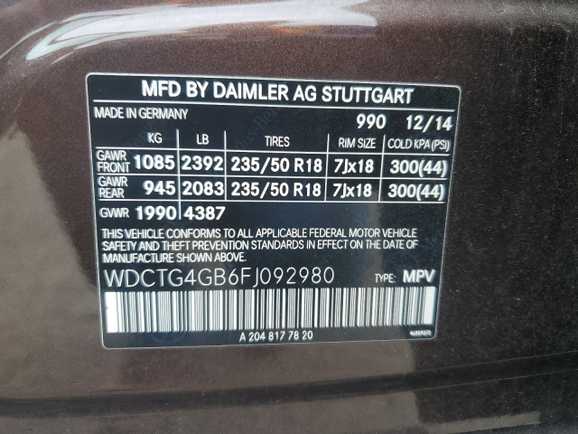 MFD BY DAIMLER AG STUTTGART
MADE IN GERMANY 990 12/14
KG LB TIRES RIM SIZE COLD KPA (PSI)
GAWR FRONT 1085 2392 235/50 R18 7Jx18 300(44)
GAWR REAR 945 2083 235/50 R18 7Jx18 300(44)
GVWR 1990 4387
THIS VEHICLE CONFORMS TO ALL APPLICABLE FEDERAL MOTOR VEHICLE
SAFETY AND THEFT PREVENTION STANDARDS IN EFFECT ON THE DATE
OF MANUFACTURE SHOWN ABOVE.
WDCTG4GB6FJ092980 TYPE: MPV
A 204 817 78 20